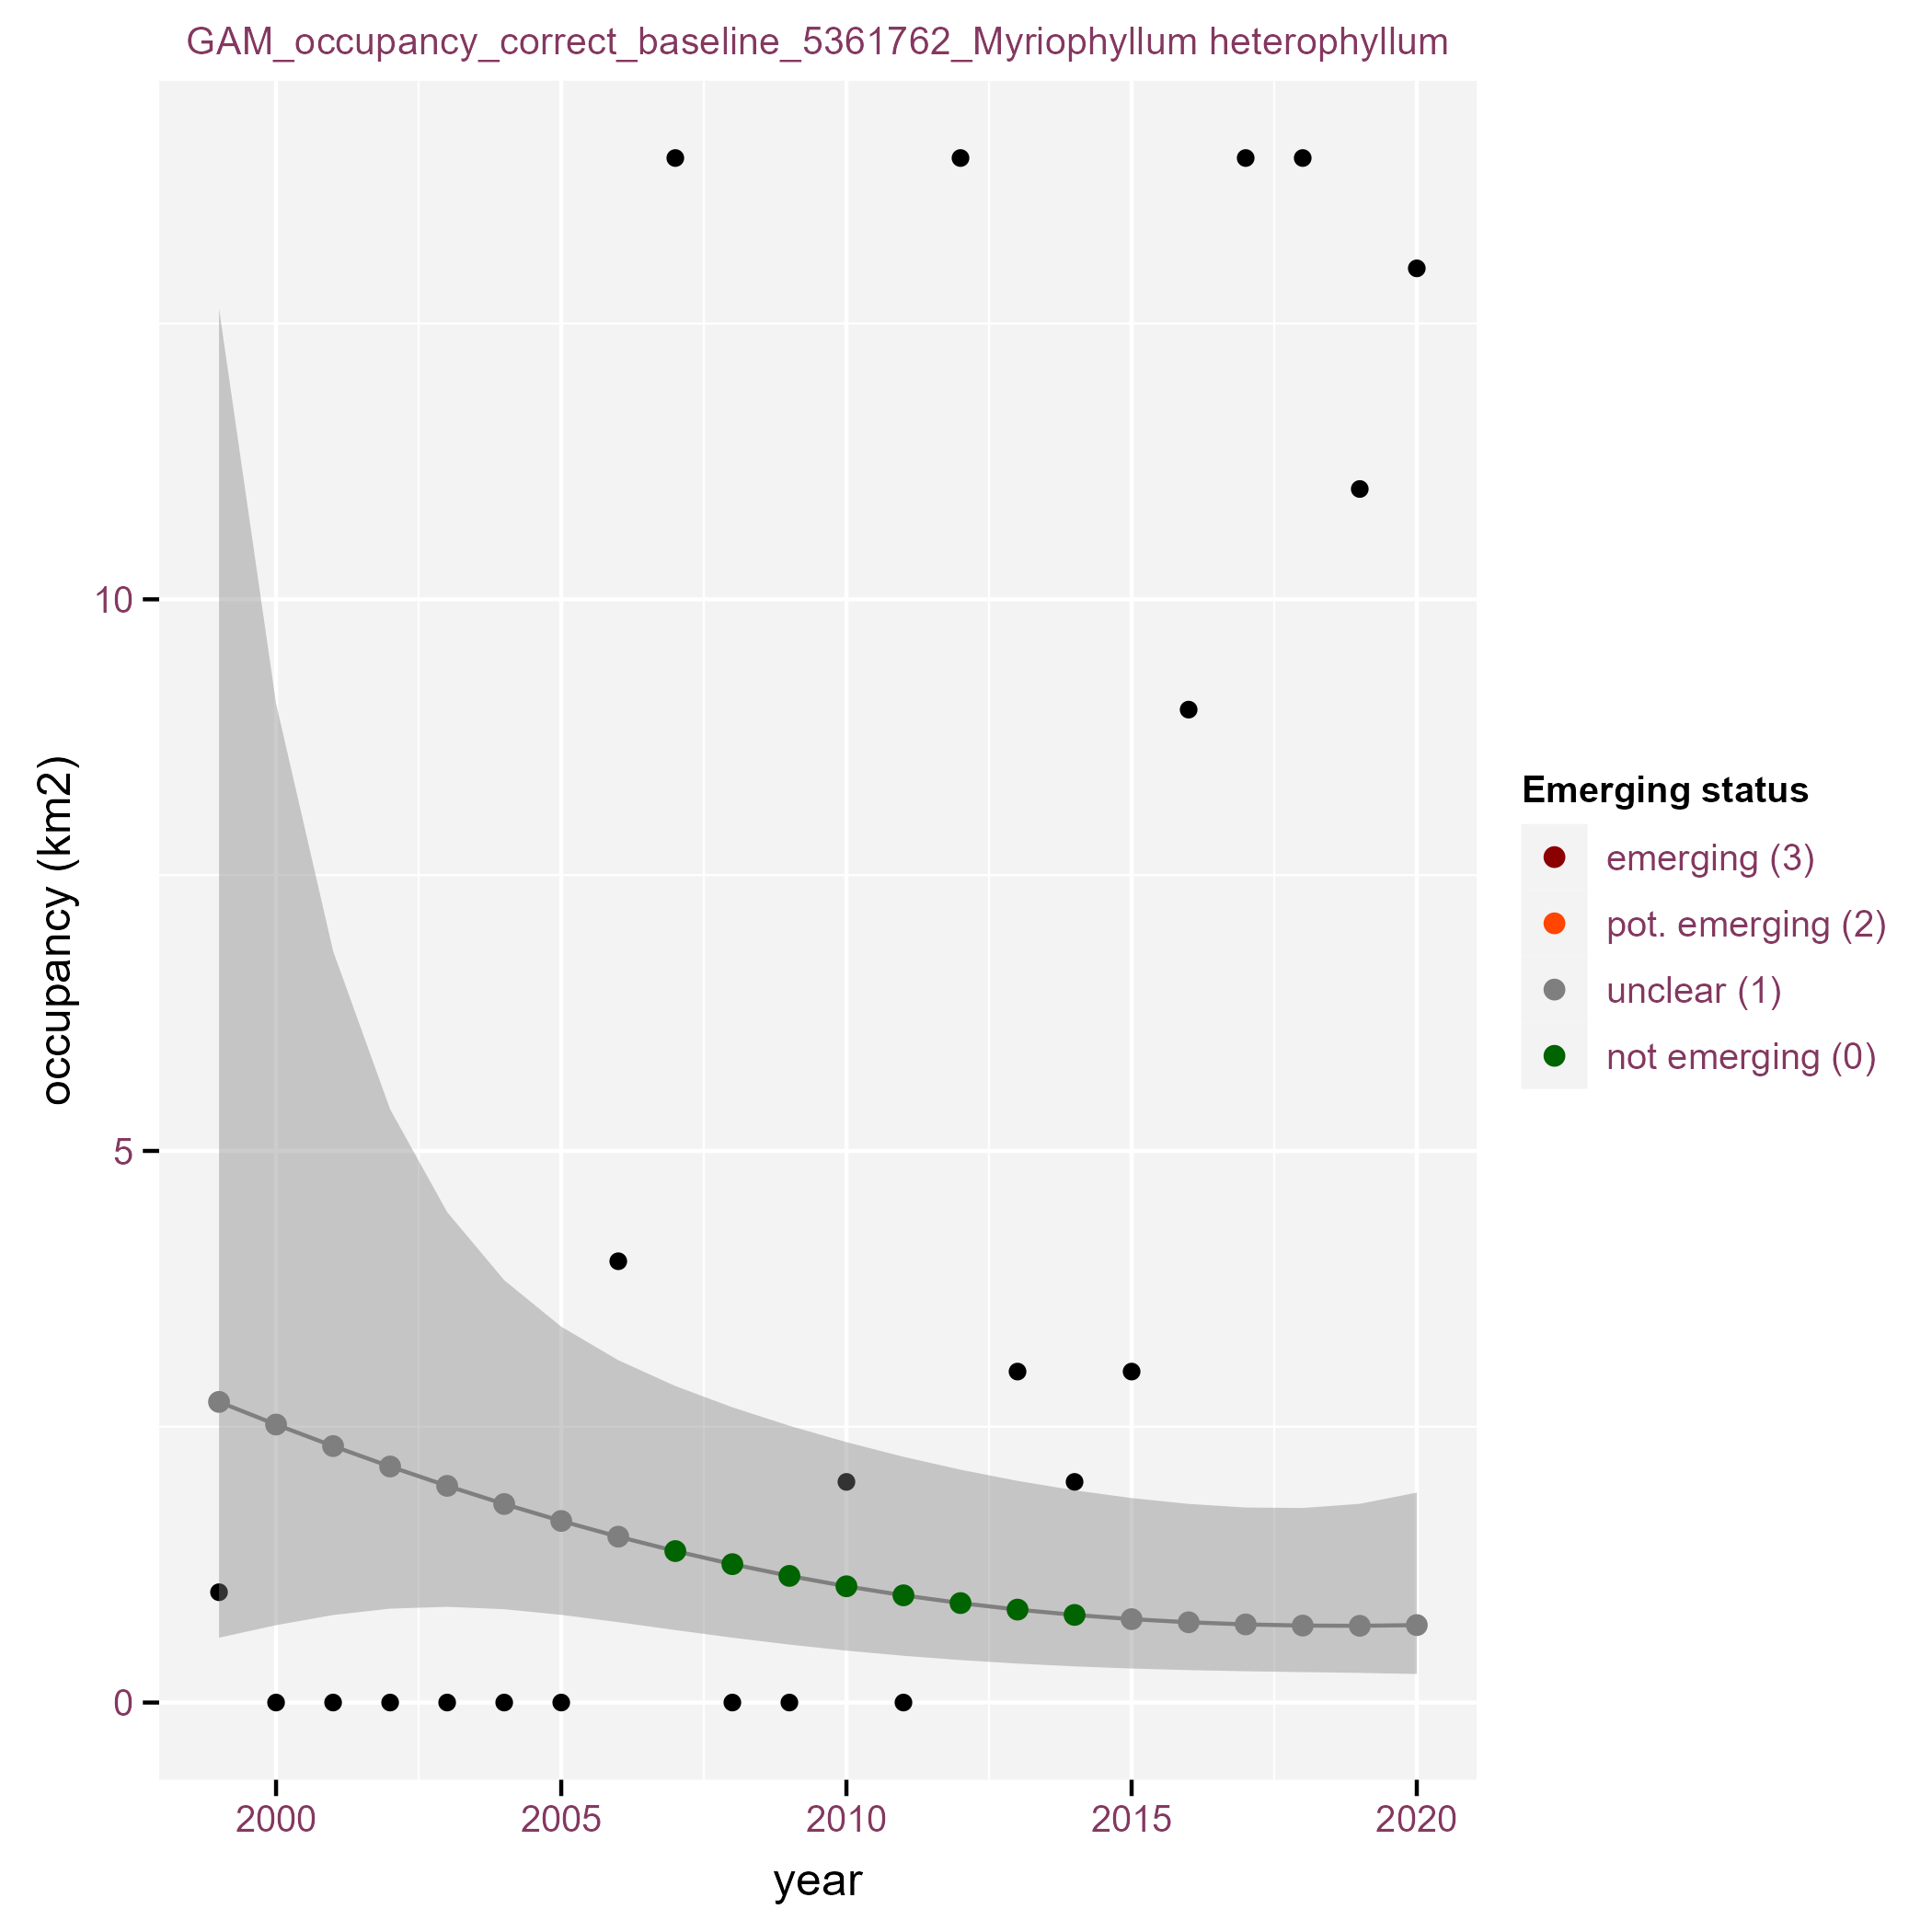 GAM_occupancy_correct_baseline_5361762_Myriophyllum heterophyllum
occupancy (km2)
10
5
0
2000 2005 2010 2015 2020
year
Emerging status
emerging (3)
pot. emerging (2)
unclear (1)
not emerging (0)